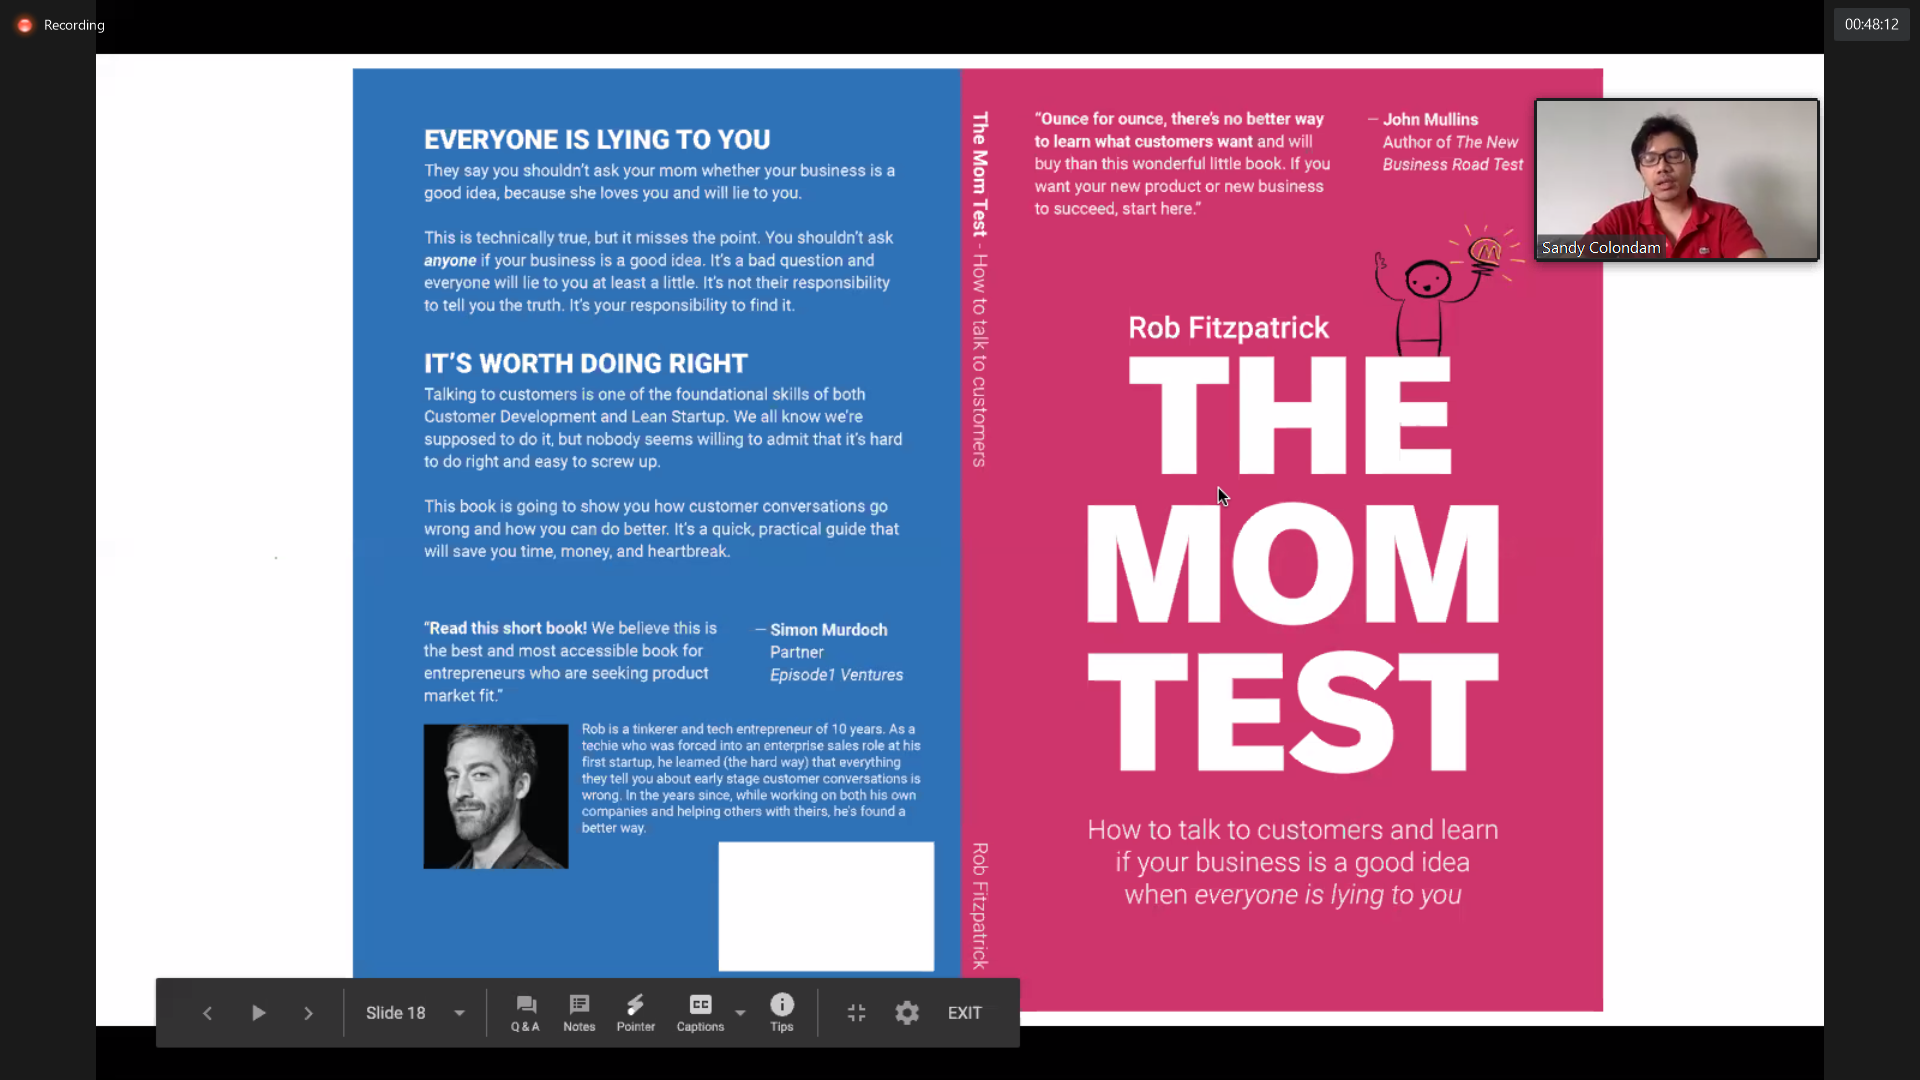 Recording
00:48:12
EVERYONE IS LYING TO YOU
They say you shouldn't ask your mom whether your business is a
good idea, because she loves you and will lie to you.
This is technically true, but it misses the point. You shouldn't ask
anyone if your business is a good idea. It's a bad question and
everyone will lie to you at least a little. It's not their responsibility
to tell you the truth. It's your responsibility to find it.
IT'S WORTH DOING RIGHT
Talking to customers is one of the foundational skills of both
Customer Development and Lean Startup. We all know we're
supposed to do it, but nobody seems willing to admit that it's hard
to do right and easy to screw up.
This book is going to show you how customer conversations go
wrong and how you can do better. It's a quick, practical guide that
will save you time, money, and heartbreak.
"Read this short book! We believe this is
the best and most accessible book for
entrepreneurs who are seeking product
market fit."
— Simon Murdoch
Partner
Episode1 Ventures
Rob is a tinkerer and tech entrepreneur of 10 years. As a
techie who was forced into an enterprise sales role at his
first startup, he learned (the hard way) that everything
they tell you about early stage customer conversations is
wrong. In the years since, while working on both his own
companies and helping others with theirs, he's found a
better way.
The Mom Test - How to talk to customers
Rob Fitzpatrick
"Ounce for ounce, there's no better way
to learn what customers want and will
buy than this wonderful little book. If you
want your new product or new business
to succeed, start here."
— John Mullins
Author of The New
Business Road Test
Sandy Colondam
Rob Fitzpatrick
THE
MOM
TEST
How to talk to customers and learn
if your business is a good idea
when everyone is lying to you
Slide 18
Q & A
Notes
Pointer
CC
Captions
Tips
EXIT